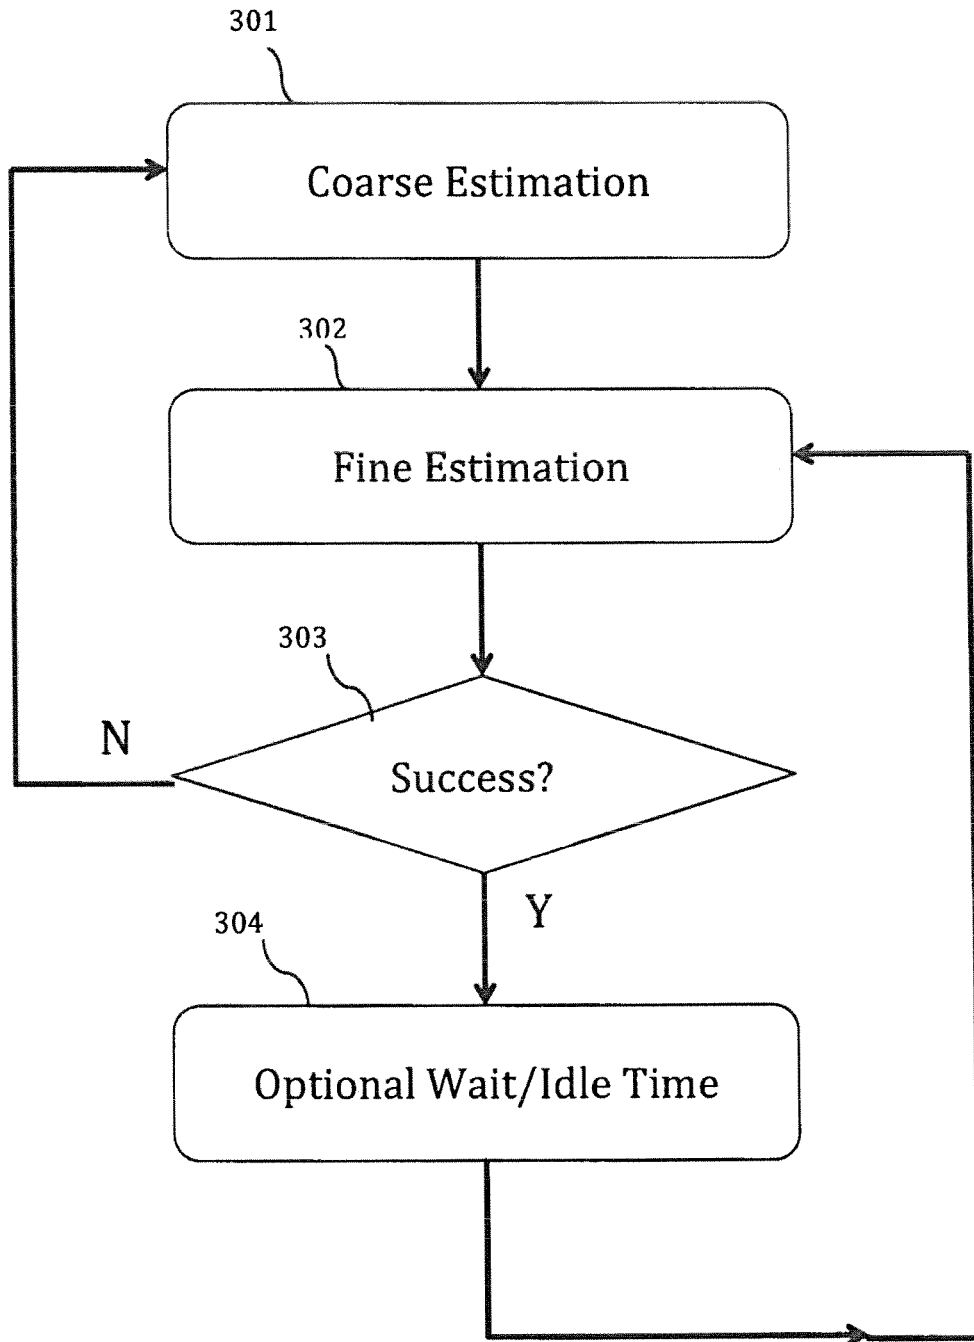 301
Coarse Estimation
302
Fine Estimation
303
N
Success?
Y
304
Optional Wait/Idle Time